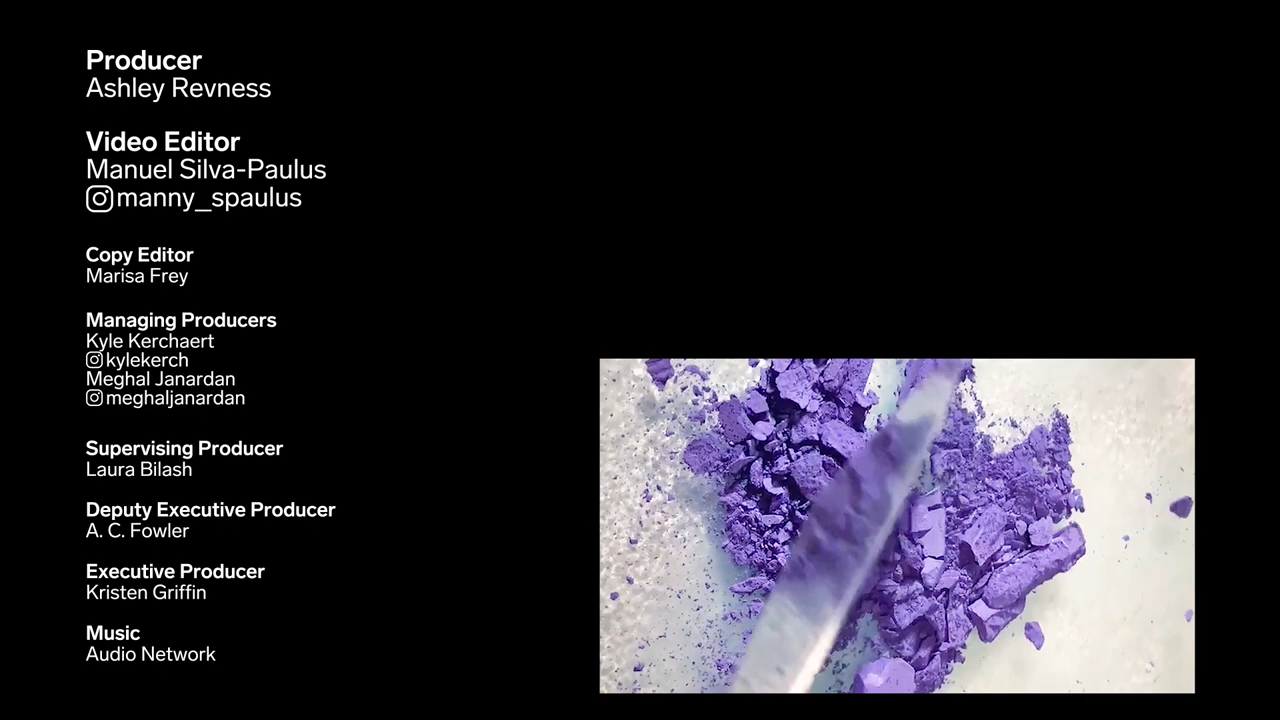 Producer
Ashley Revness
Video Editor
Manuel Silva-Paulus
manny_spaulus
Copy Editor
Marisa Frey
Managing Producers
Kyle Kerchaert
kylekerch
Meghal Janardan
meghaljanardan
Supervising Producer
Laura Bilash
Deputy Executive Producer
A. C. Fowler
Executive Producer
Kristen Griffin
Music
Audio Network